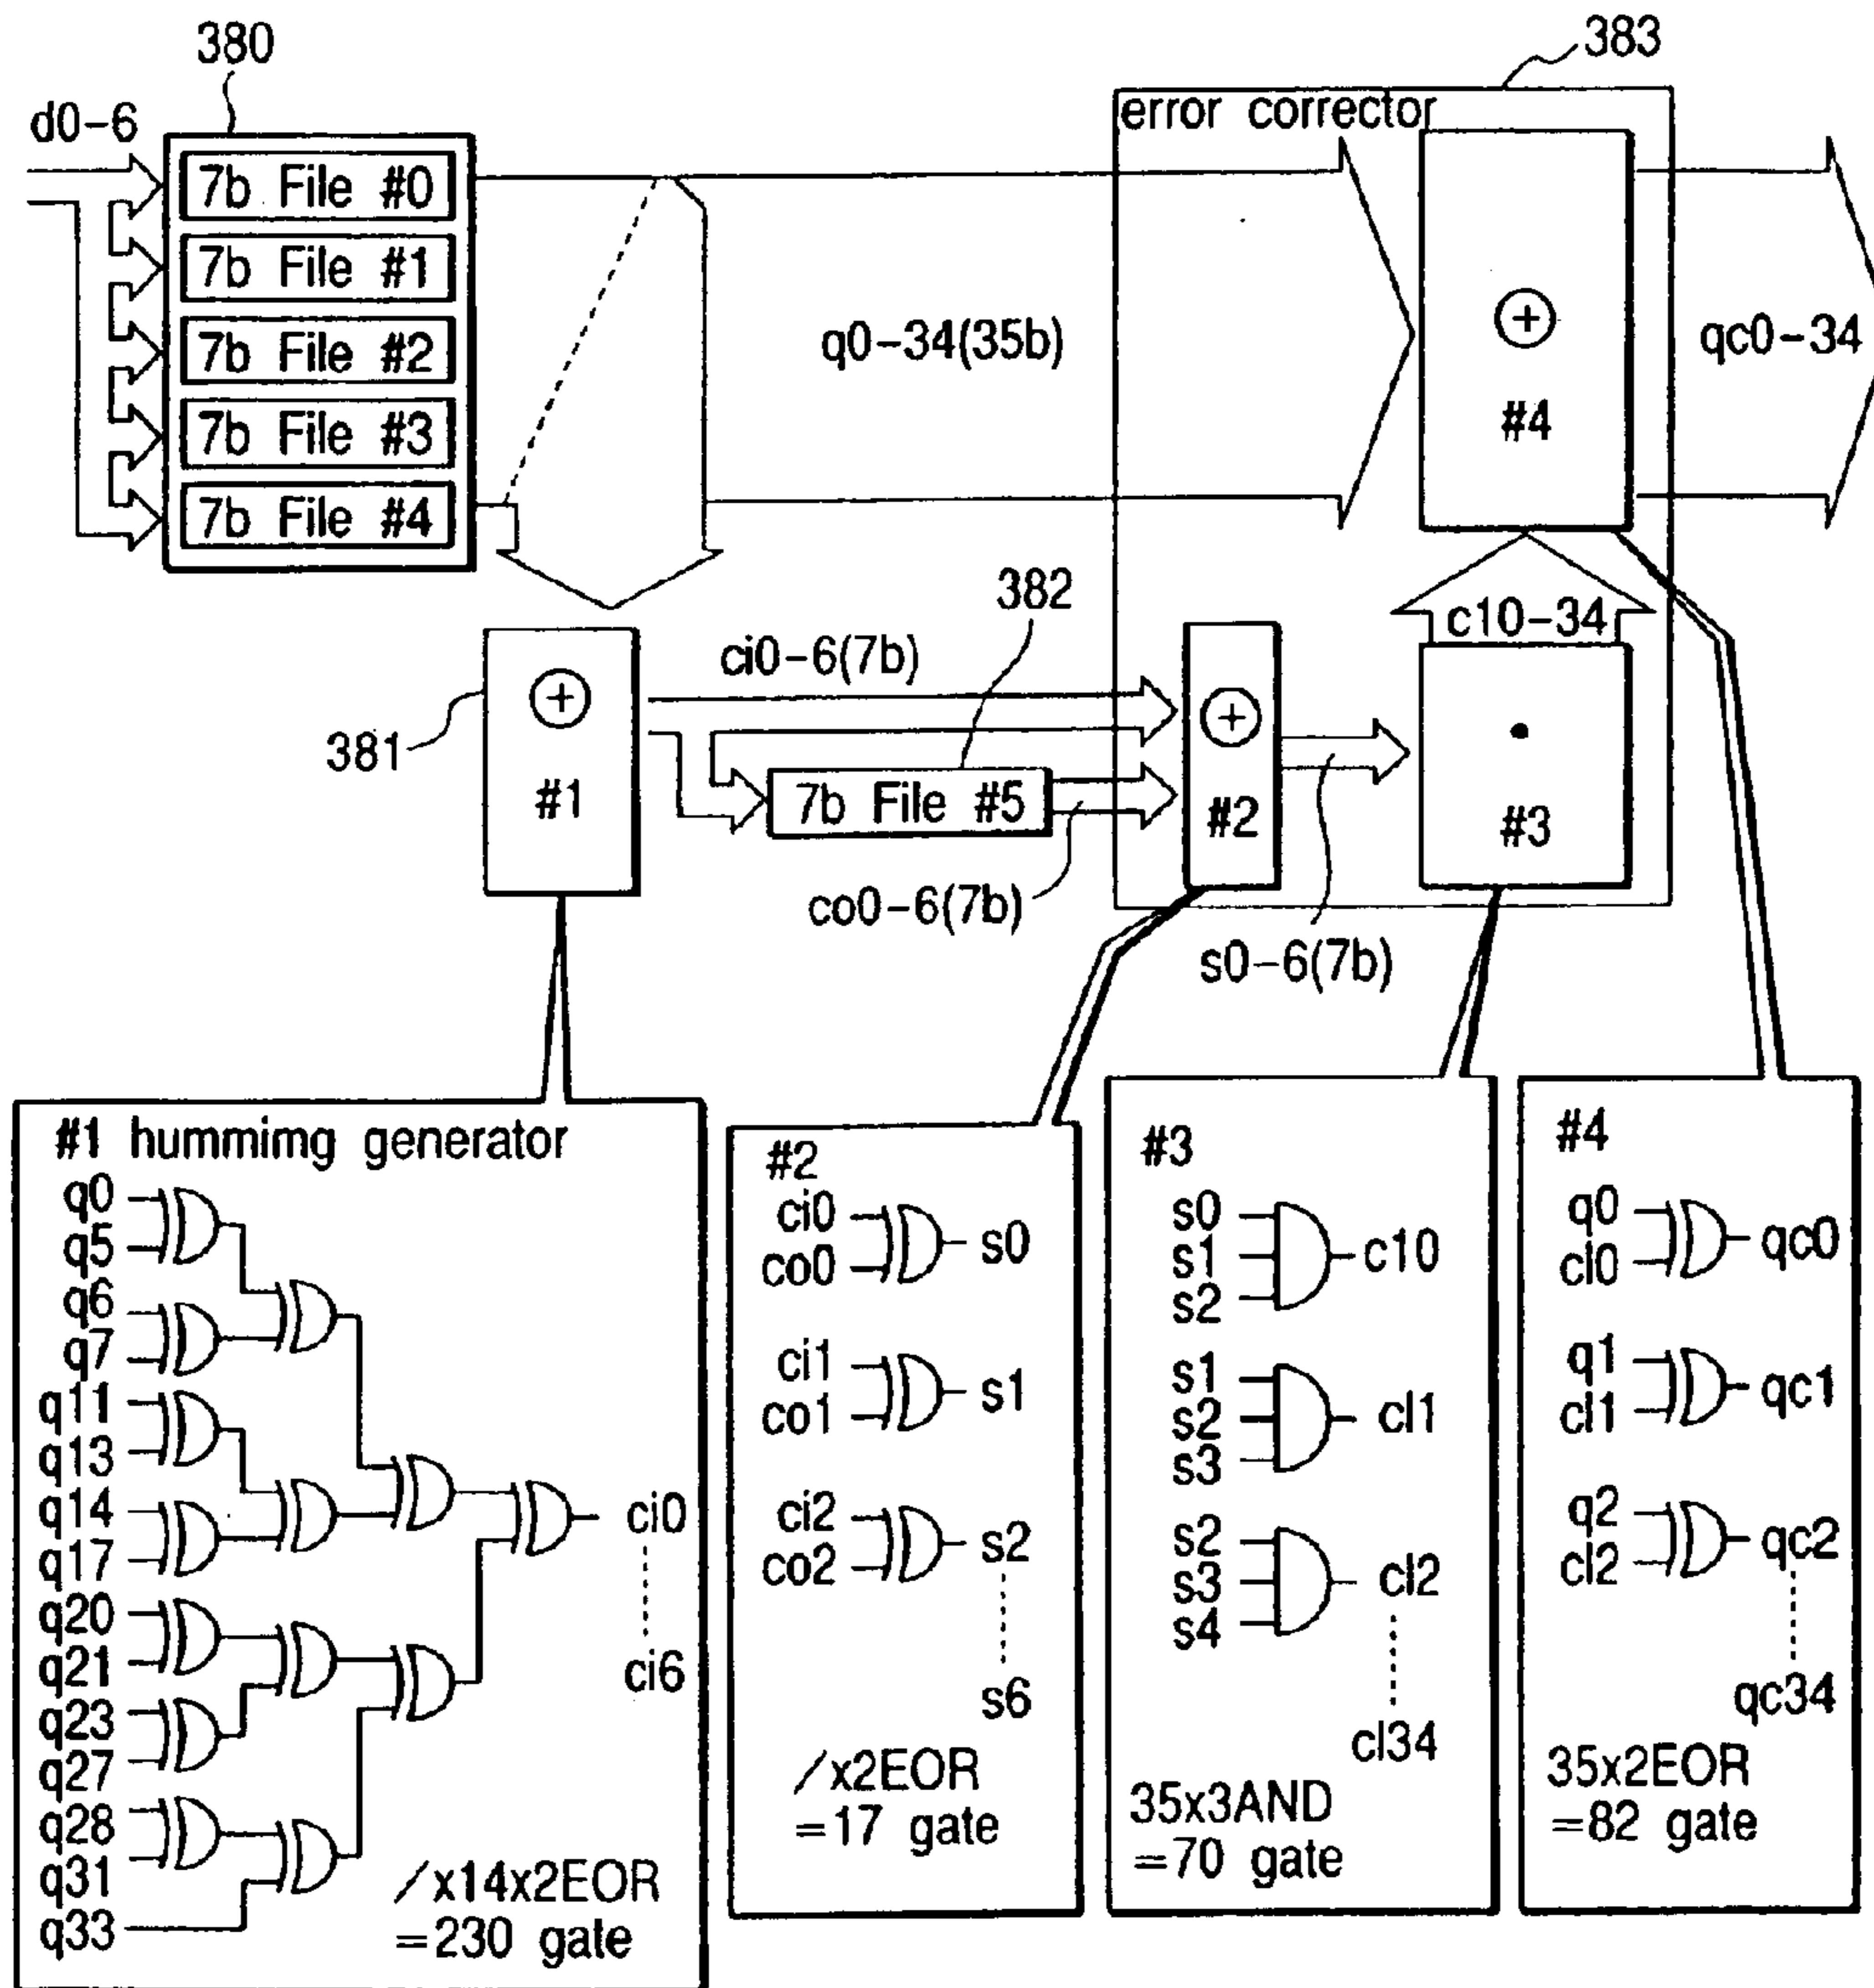 380
383
d0-6
error corrector
7b File #0
7b File #1
7b File #2
7b File #3
7b File #4
q0-34(35b)
#4
qc0-34
382
c10-34
ci0-6(7b)
381
#1
7b File #5
#2
#3
co0-6(7b)
s0-6(7b)
#1 hummimg generator
q0
q5
q6
q7
q11
q13
q14
q17
q20
q21
q23
q27
q28
q31
q33
ci0
ci6
/x14x2EOR
=230 gate
#2
ci0
co0
s0
ci1
co1
s1
ci2
co2
s2
s6
/x2EOR
=17 gate
#3
s0
s1
s2
c10
s1
s2
s3
cl1
s2
s3
s4
cl2
cl34
35x3AND
=70 gate
#4
q0
cl0
qc0
q1
cl1
qc1
q2
cl2
qc2
qc34
35x2EOR
=82 gate